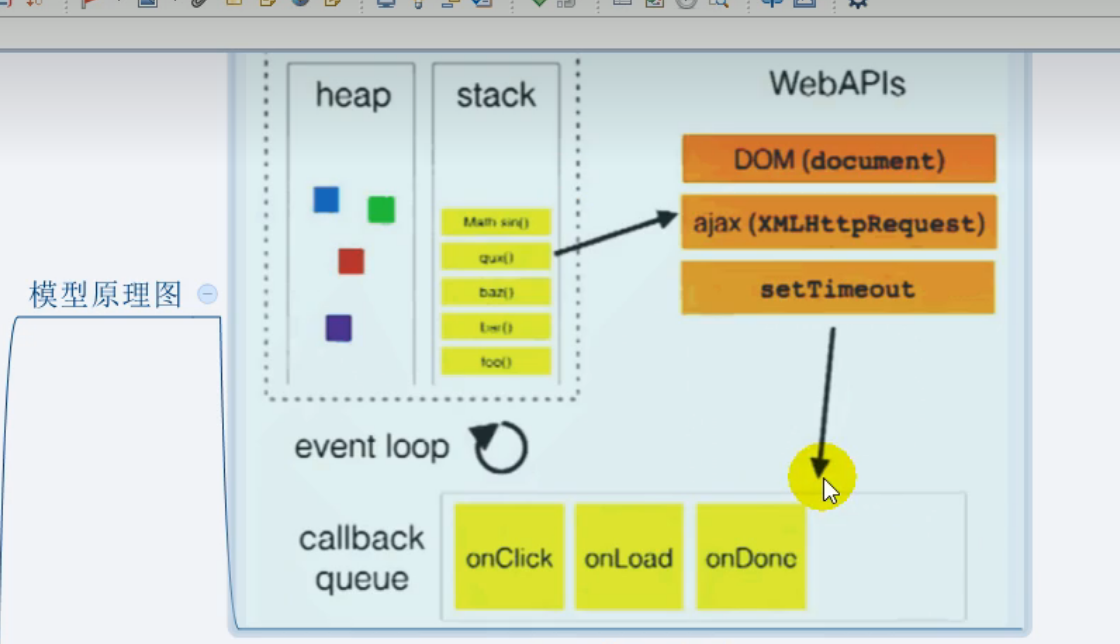 heap
stack
WebAPIs
DOM (document)
Math sin()
ajax (XMLHttpRequest)
qux()
baz()
setTimeout
模型原理图
bar()
foo()
event loop
callback
queue
onClick
onLoad
onDone